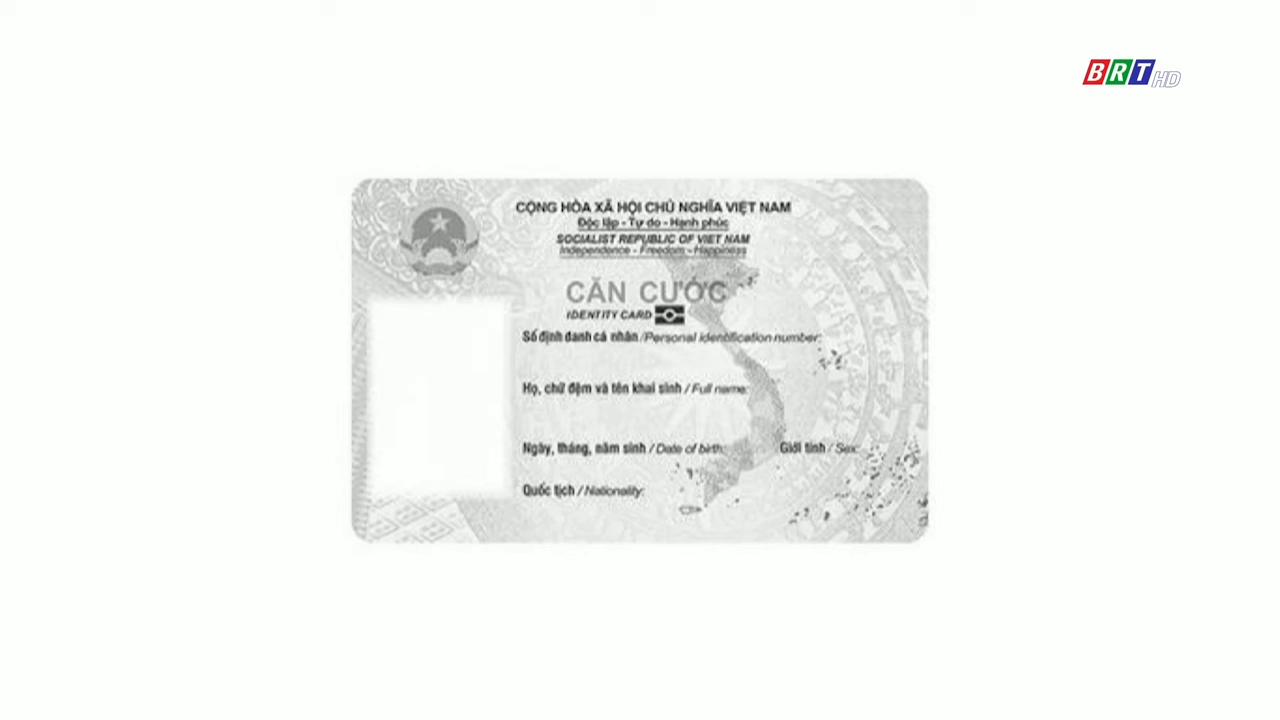 BRT HD
CỘNG HÒA XÃ HỘI CHỦ NGHĨA VIỆT NAM
Độc lập - Tự do - Hạnh phúc
SOCIALIST REPUBLIC OF VIET NAM
Independence - Freedom - Happiness
CĂN CƯỚC
IDENTITY CARD
Số định danh cá nhân / Personal identification number:
Họ, chữ đệm và tên khai sinh / Full name:
Ngày, tháng, năm sinh / Date of birth: Giới tính / Sex:
Quốc tịch / Nationality: